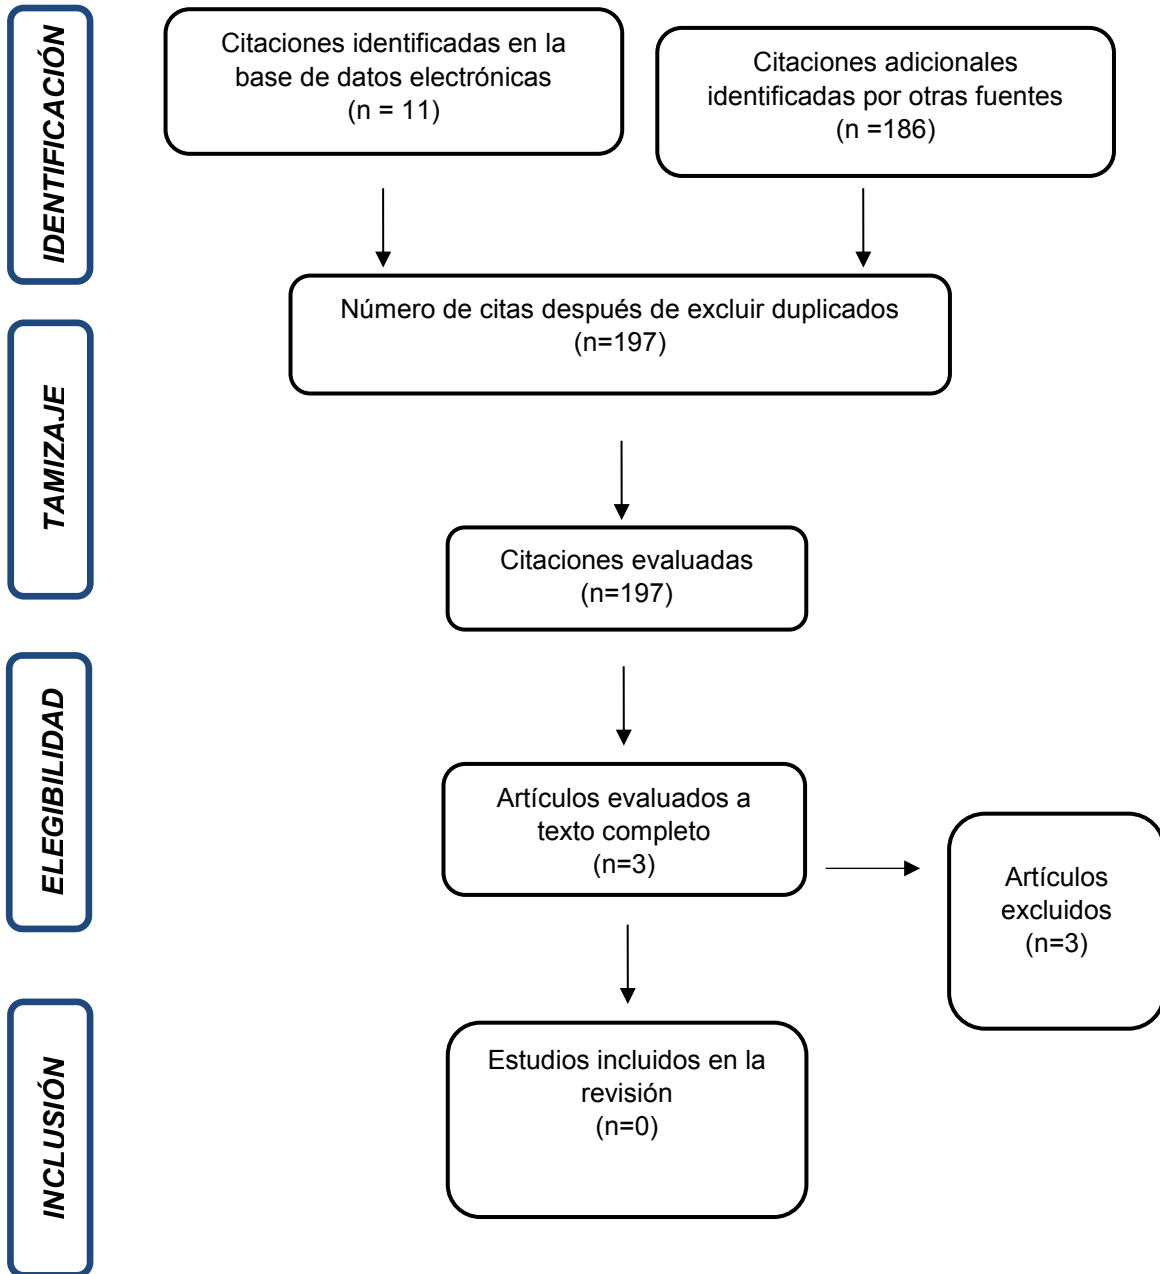 IDENTIFICACIÓN
Citaciones identificadas en la
base de datos electrónicas
(n = 11)
Citaciones adicionales
identificadas por otras fuentes
(n =186)
Número de citas después de excluir duplicados
(n=197)
TAMIZAJE
Citaciones evaluadas
(n=197)
ELEGIBILIDAD
Artículos evaluados a
texto completo
(n=3)
Artículos
excluidos
(n=3)
INCLUSIÓN
Estudios incluidos en la
revisión
(n=0)